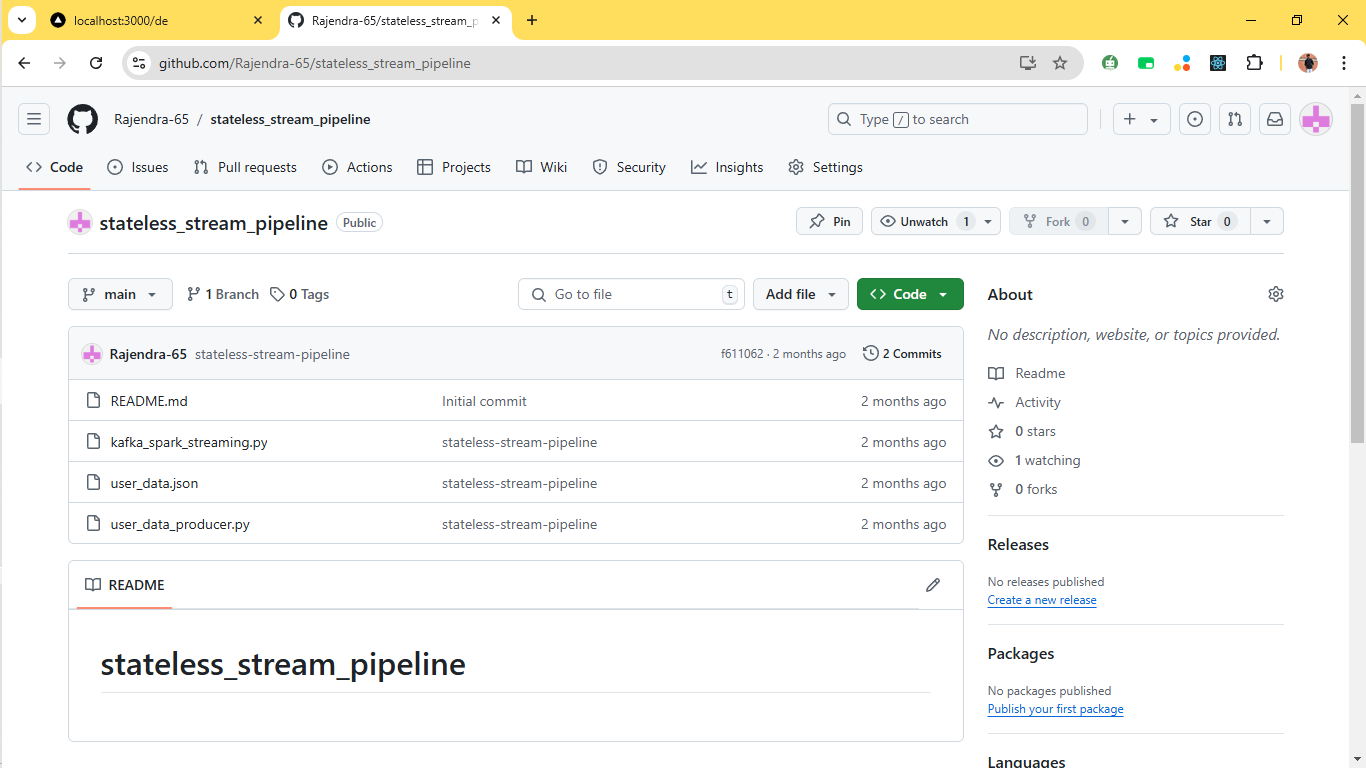 localhost:3000/de
Rajendra-65/stateless_stream_p
github.com/Rajendra-65/stateless_stream_pipeline
Rajendra-65 / stateless_stream_pipeline
Type / to search
Code Issues Pull requests Actions Projects Wiki Security Insights Settings
stateless_stream_pipeline Public
Pin Unwatch 1 Fork 0 Star 0
main 1 Branch 0 Tags Go to file t Add file Code
Rajendra-65 stateless-stream-pipeline f611062 · 2 months ago 2 Commits
README.md Initial commit 2 months ago
kafka_spark_streaming.py stateless-stream-pipeline 2 months ago
user_data.json stateless-stream-pipeline 2 months ago
user_data_producer.py stateless-stream-pipeline 2 months ago
README
stateless_stream_pipeline
About
No description, website, or topics provided.
Readme
Activity
0 stars
1 watching
0 forks
Releases
No releases published
Create a new release
Packages
No packages published
Publish your first package
Languages